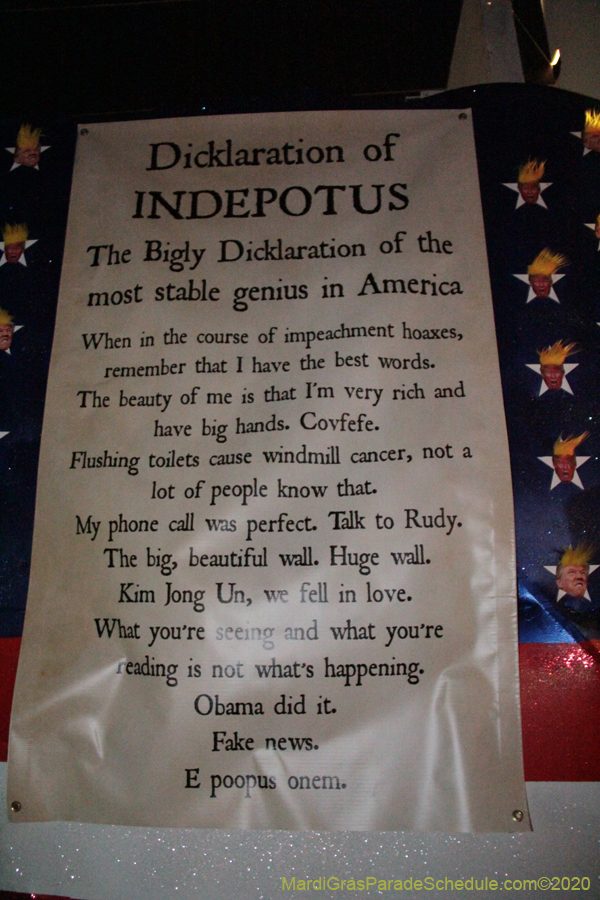 Dicklaration of
INDEPOTUS
The Bigly Dicklaration of the
most stable genius in America
When in the course of impeachment hoaxes,
remember that I have the best words.
The beauty of me is that I'm very rich and
have big hands. Covfefe.
Flushing toilets cause windmill cancer, not a
lot of people know that.
My phone call was perfect. Talk to Rudy.
The big, beautiful wall. Huge wall.
Kim Jong Un, we fell in love.
What you're seeing and what you're
reading is not what's happening.
Obama did it.
Fake news.
E poopus onem.
MardiGrasParadeSchedule.com©2020